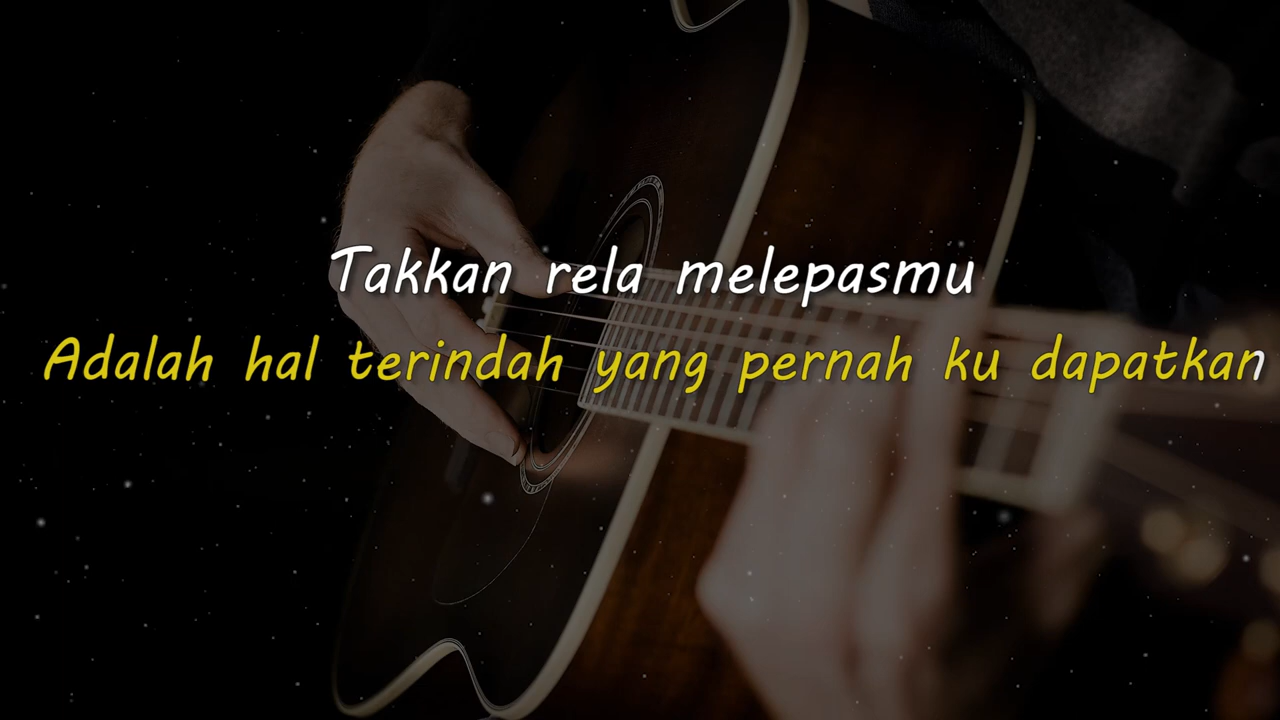 Takkan rela melepasmu
Adalah hal terindah yang pernah ku dapatkan